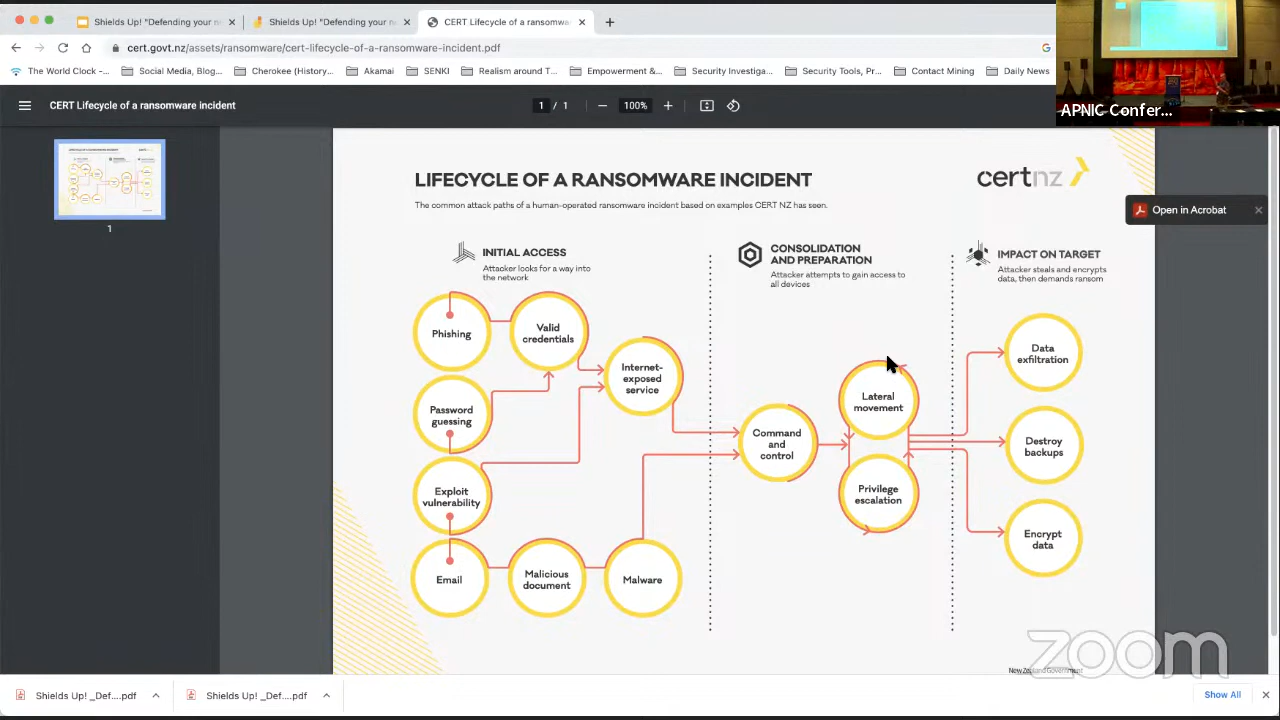 Shields Up! "Defending your n
Shields Up! "Defending your n
CERT Lifecycle of a ransomwar
cert.govt.nz/assets/ransomware/cert-lifecycle-of-a-ransomware-incident.pdf
The World Clock -...
Social Media, Blog...
Cherokee (History...
Akamai
SENKI
Realism around T...
Empowerment &...
Security Investiga...
Security Tools, Pr...
Contact Mining
Daily News
APNIC Confer...
CERT Lifecycle of a ransomware incident
1 / 1
100%
1
Open in Acrobat
LIFECYCLE OF A RANSOMWARE INCIDENT
The common attack paths of a human-operated ransomware incident based on examples CERT NZ has seen.
certnz
INITIAL ACCESS
Attacker looks for a way into
the network
CONSOLIDATION
AND PREPARATION
Attacker attempts to gain access to
all devices
IMPACT ON TARGET
Attacker steals and encrypts
data, then demands ransom
Phishing
Valid
credentials
Internet-
exposed
service
Password
guessing
Exploit
vulnerability
Email
Malicious
document
Malware
Command
and
control
Lateral
movement
Privilege
escalation
Data
exfiltration
Destroy
backups
Encrypt
data
zoom
New Zealand Government
Shields Up! _Def....pdf
Shields Up! _Def....pdf
Show All